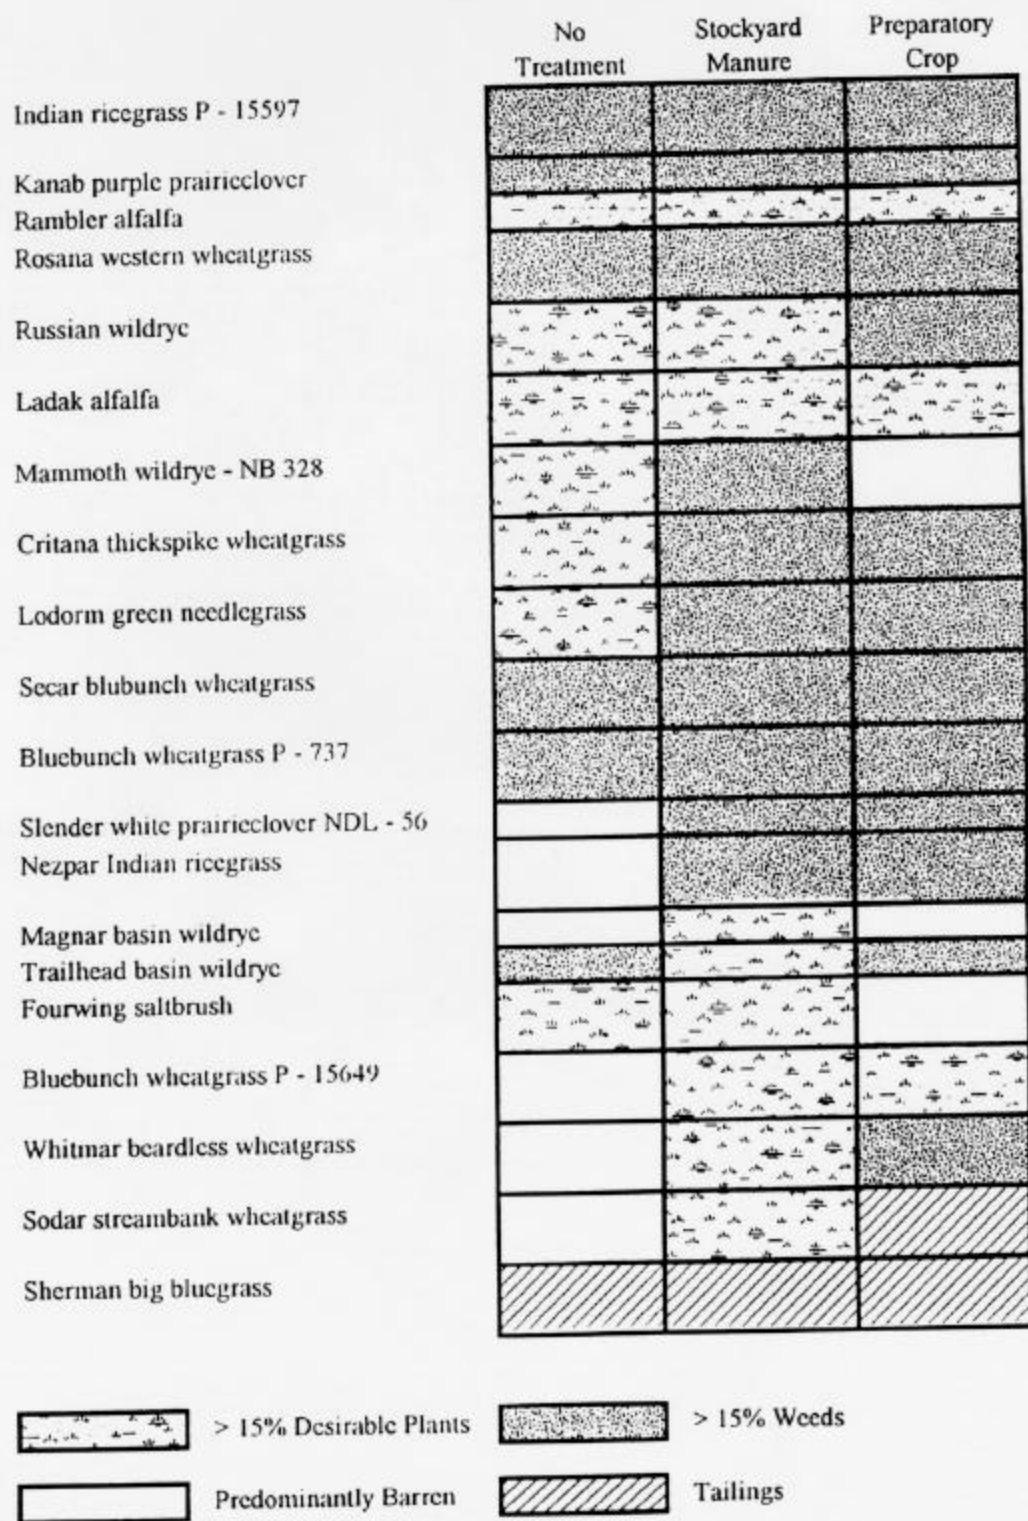 No
Treatment
Stockyard
Manure
Preparatory
Crop
Indian ricegrass P - 15597
Kanab purple prairieclover
Rambler alfalfa
Rosana western wheatgrass
Russian wildrye
Ladak alfalfa
Mammoth wildrye - NB 328
Critana thickspike wheatgrass
Lodorm green needlegrass
Secar blubunch wheatgrass
Bluebunch wheatgrass P - 737
Slender white prairieclover NDL - 56
Nezpar Indian ricegrass
Magnar basin wildrye
Trailhead basin wildrye
Fourwing saltbrush
Bluebunch wheatgrass P - 15649
Whitmar beardless wheatgrass
Sodar streambank wheatgrass
Sherman big bluegrass
> 15% Desirable Plants
> 15% Weeds
Predominantly Barren
Tailings